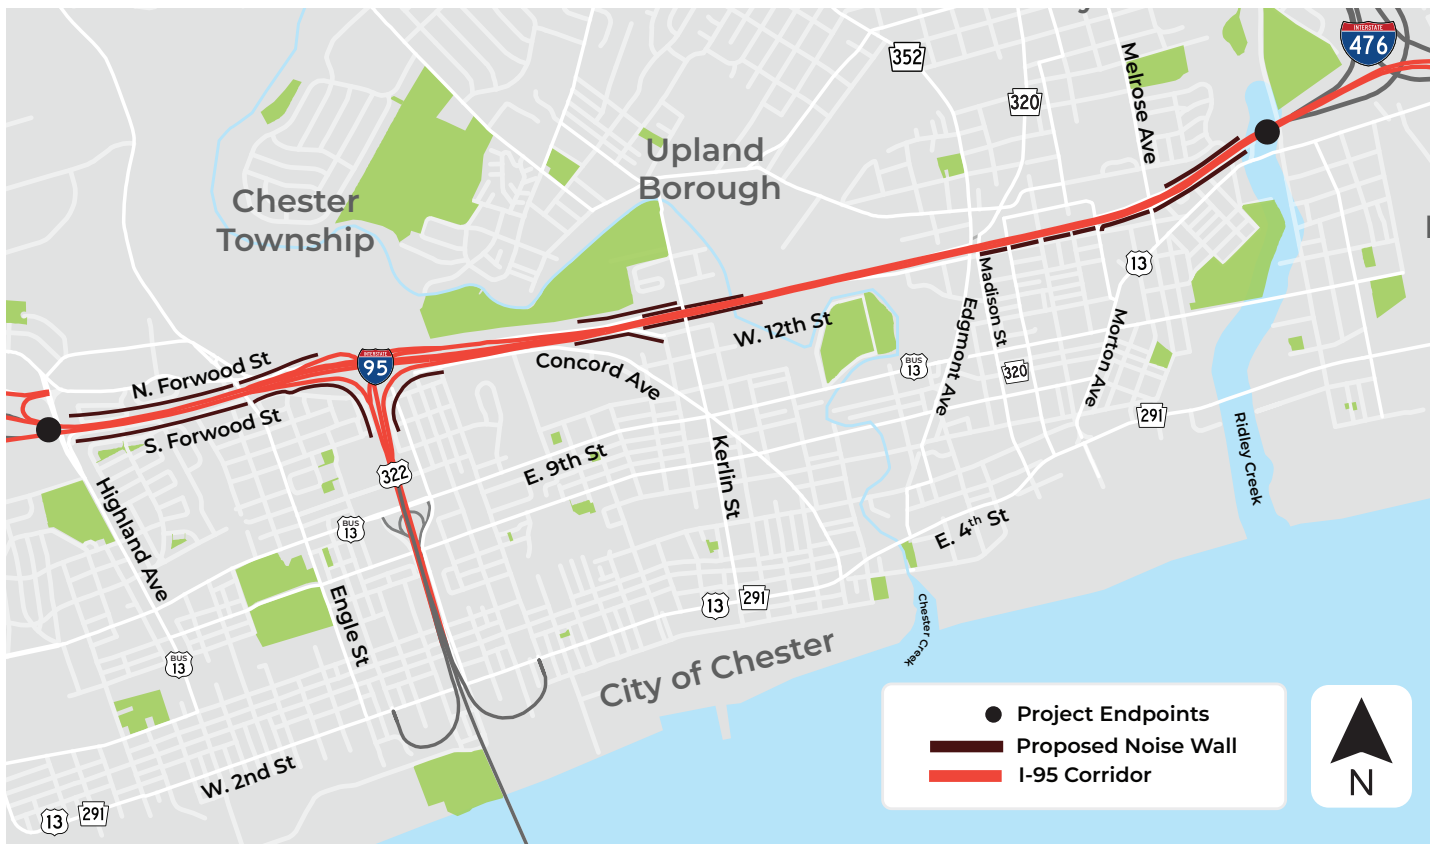 INTERSTATE
476
352
Melrose Ave
320
Upland
Borough
Chester
Township
13
Madison St
W. 12th St
Edgmont Ave
Morton Ave
INTERSTATE
95
N. Forwood St
Concord Ave
BUS
13
320
291
S. Forwood St
Ridley Creek
Kerlin St
E. 9th St
322
Highland Ave
BUS
13
E. 4th St
Engle St
13
291
Chester Creek
BUS
13
City of Chester
W. 2nd St
13
291
Project Endpoints
Proposed Noise Wall
I-95 Corridor
N